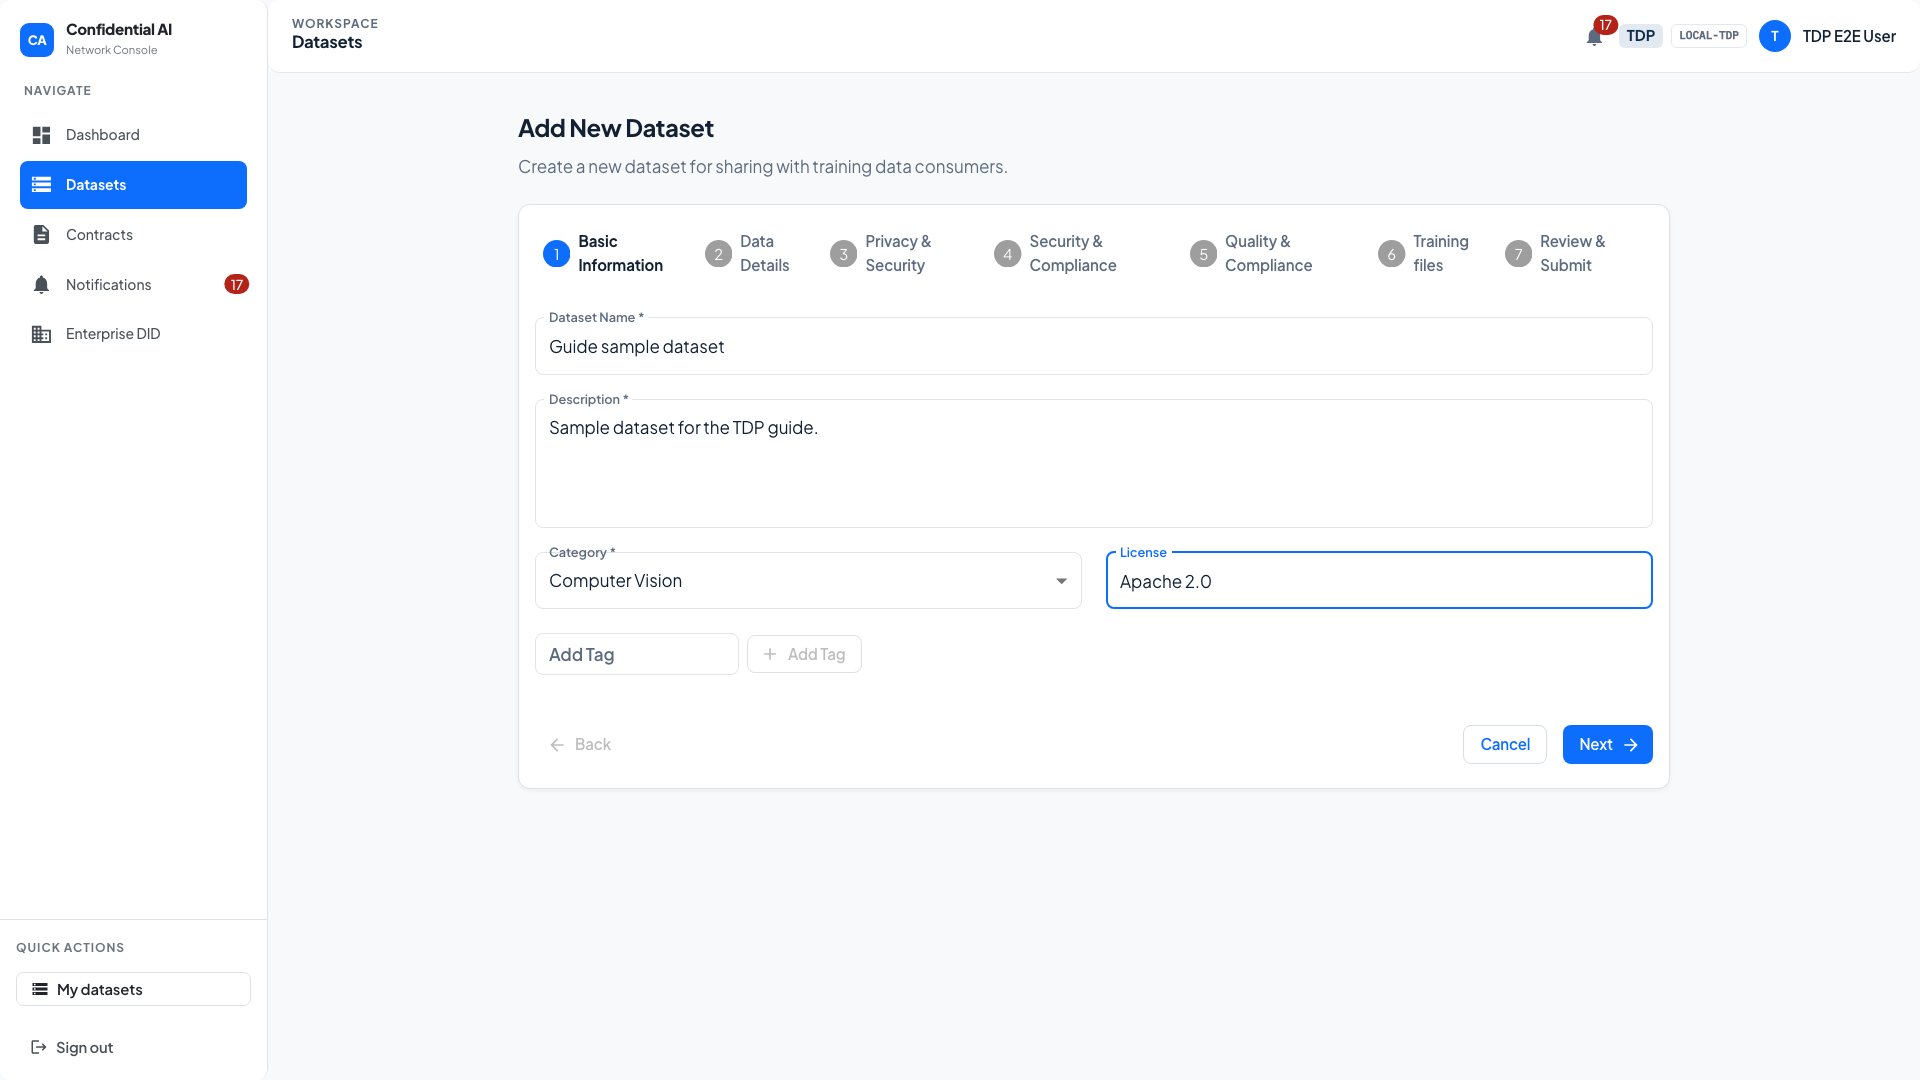 CA
Confidential AI
Network Console
NAVIGATE
Dashboard
Datasets
Contracts
Notifications
17
Enterprise DID
QUICK ACTIONS
My datasets
Sign out
WORKSPACE
Datasets
17
TDP
LOCAL-TDP
T
TDP E2E User
Add New Dataset
Create a new dataset for sharing with training data consumers.
1
Basic
Information
2
Data
Details
3
Privacy &
Security
4
Security &
Compliance
5
Quality &
Compliance
6
Training
files
7
Review &
Submit
Dataset Name *
Guide sample dataset
Description *
Sample dataset for the TDP guide.
Category *
Computer Vision
License
Apache 2.0
Add Tag
Add Tag
Back
Cancel
Next